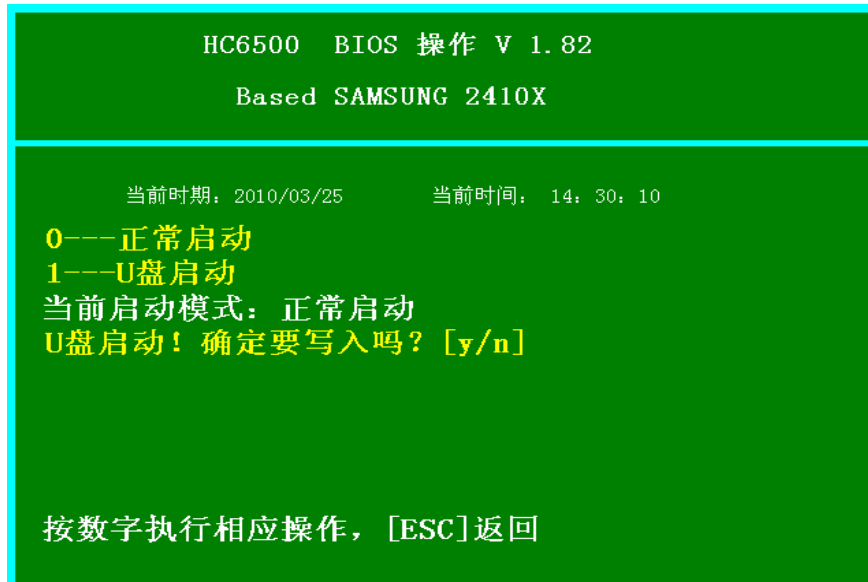 HC6500 BIOS 操作 V 1.82
Based SAMSUNG 2410X
当前时期：2010/03/25 当前时间： 14：30：10
0---正常启动
1---U盘启动
当前启动模式：正常启动
U盘启动！确定要写入吗？[y/n]
按数字执行相应操作，[ESC]返回